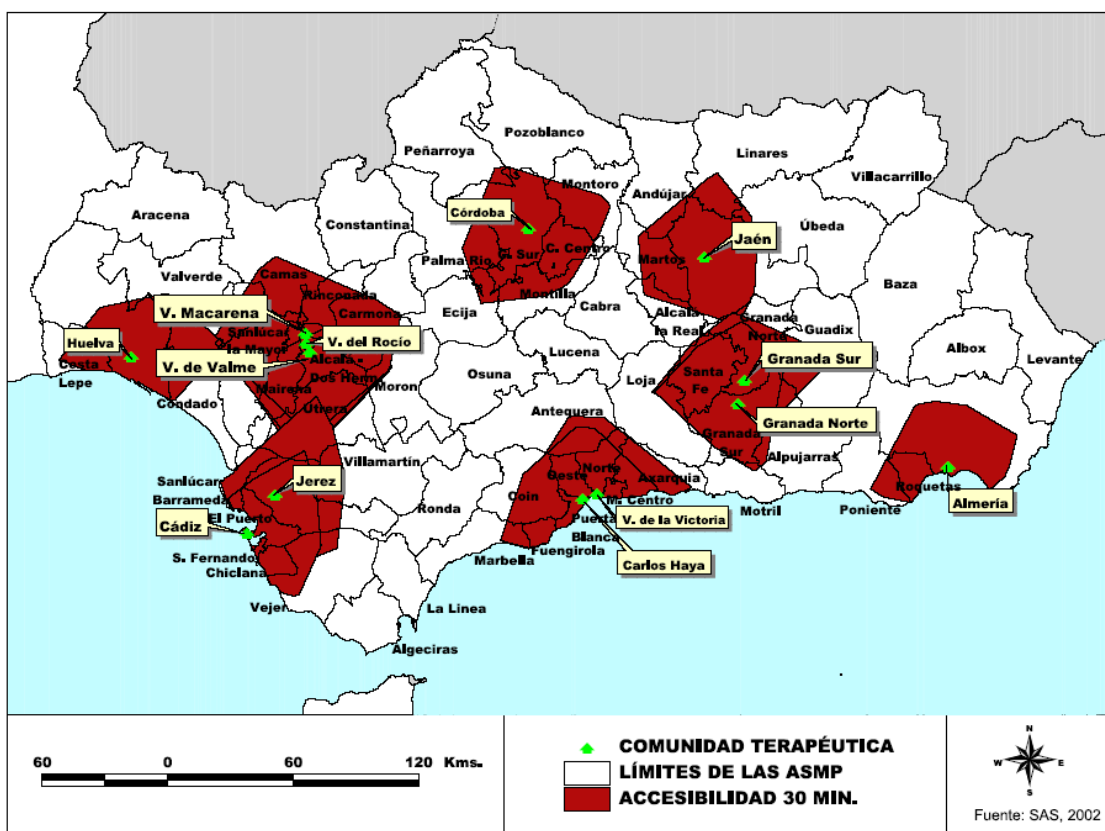 Pozoblanco
Peñarroya
Linares
Villacarrillo
Montoro
Andújar
Aracena
Constantina
Córdoba
Úbeda
Jaén
C. Sur
C. Centro
Martos
Palma Rio
Valverde
Camas
Baza
Montilla
Rinconada
Cabra
Alcala
la Real
V. Macarena
Carmona
Ecija
Granada
Norte
Guadix
Sanlúcar
la Mayor
V. del Rocío
Huelva
Albox
Levante
Lucena
Granada Sur
Costa
Lepe
V. de Valme
Alcalá
Dos Herm
Mairena
Moron
Osuna
Loja
Santa
Fe
Condado
Utrera
Antequera
Granada Norte
Granada
Sur
Alpujarras
Villamartín
Oeste
Norte
Axarquia
Sanlúcar
Barrameda
Jerez
Coin
M. Centro
Roquetas
Almería
Poniente
Motril
Ronda
El Puerto
Cádiz
Puerta
Blanca
V. de la Victoria
S. Fernando
Chiclana
Marbella
Fuengirola
Carlos Haya
Vejer
La Linea
Algeciras
60 0 60 120 Kms.
COMUNIDAD TERAPÉUTICA
LÍMITES DE LAS ASMP
ACCESIBILIDAD 30 MIN.
N
W E
S
Fuente: SAS, 2002